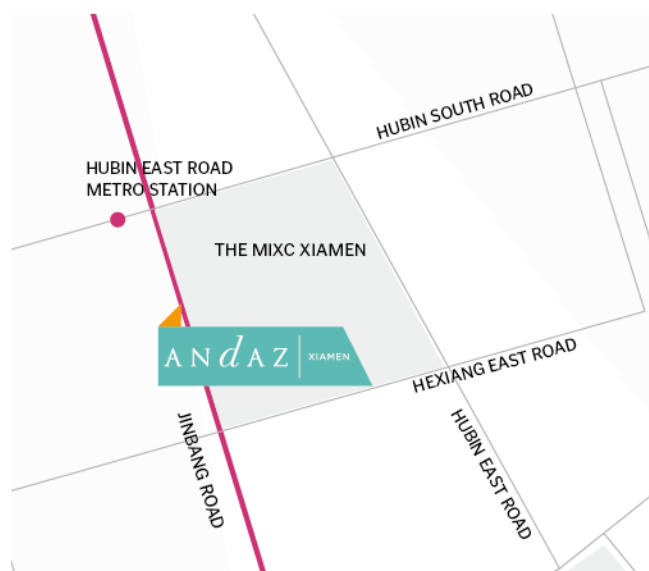 HUBIN SOUTH ROAD
HUBIN EAST ROAD
METRO STATION
THE MIXC XIAMEN
ANdAZ XIAMEN
HEXIANG EAST ROAD
JINBANG ROAD
HUBIN EAST ROAD